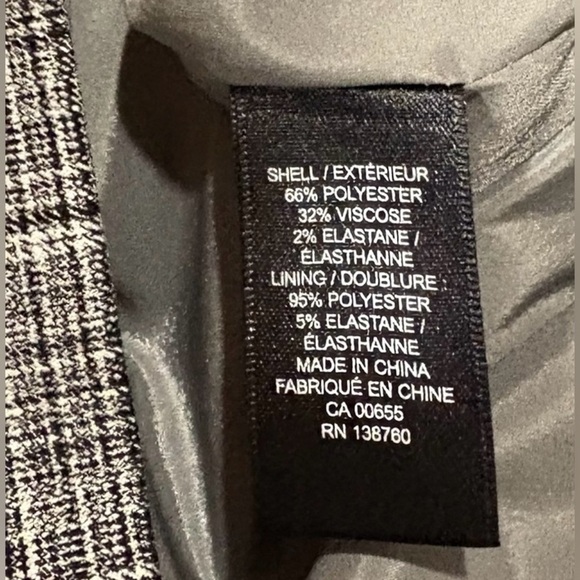 SHELL / EXTÉRIEUR :
66% POLYESTER
32% VISCOSE
2% ELASTANE /
ÉLASTHANNE
LINING / DOUBLURE :
95% POLYESTER
5% ELASTANE /
ÉLASTHANNE
MADE IN CHINA
FABRIQUÉ EN CHINE
CA 00655
RN 138760